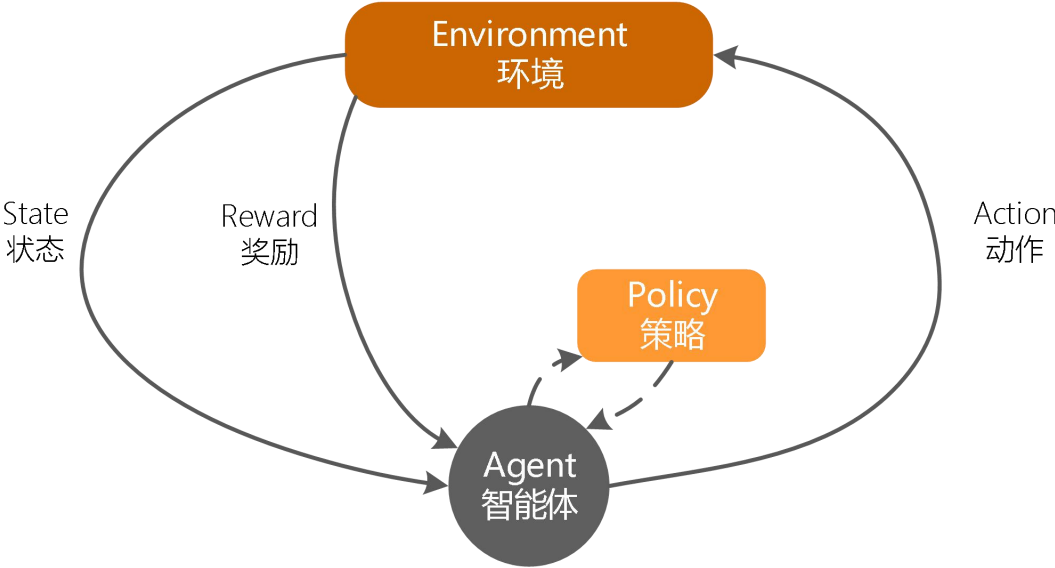 Environment
环境
State
状态
Reward
奖励
Action
动作
Policy
策略
Agent
智能体